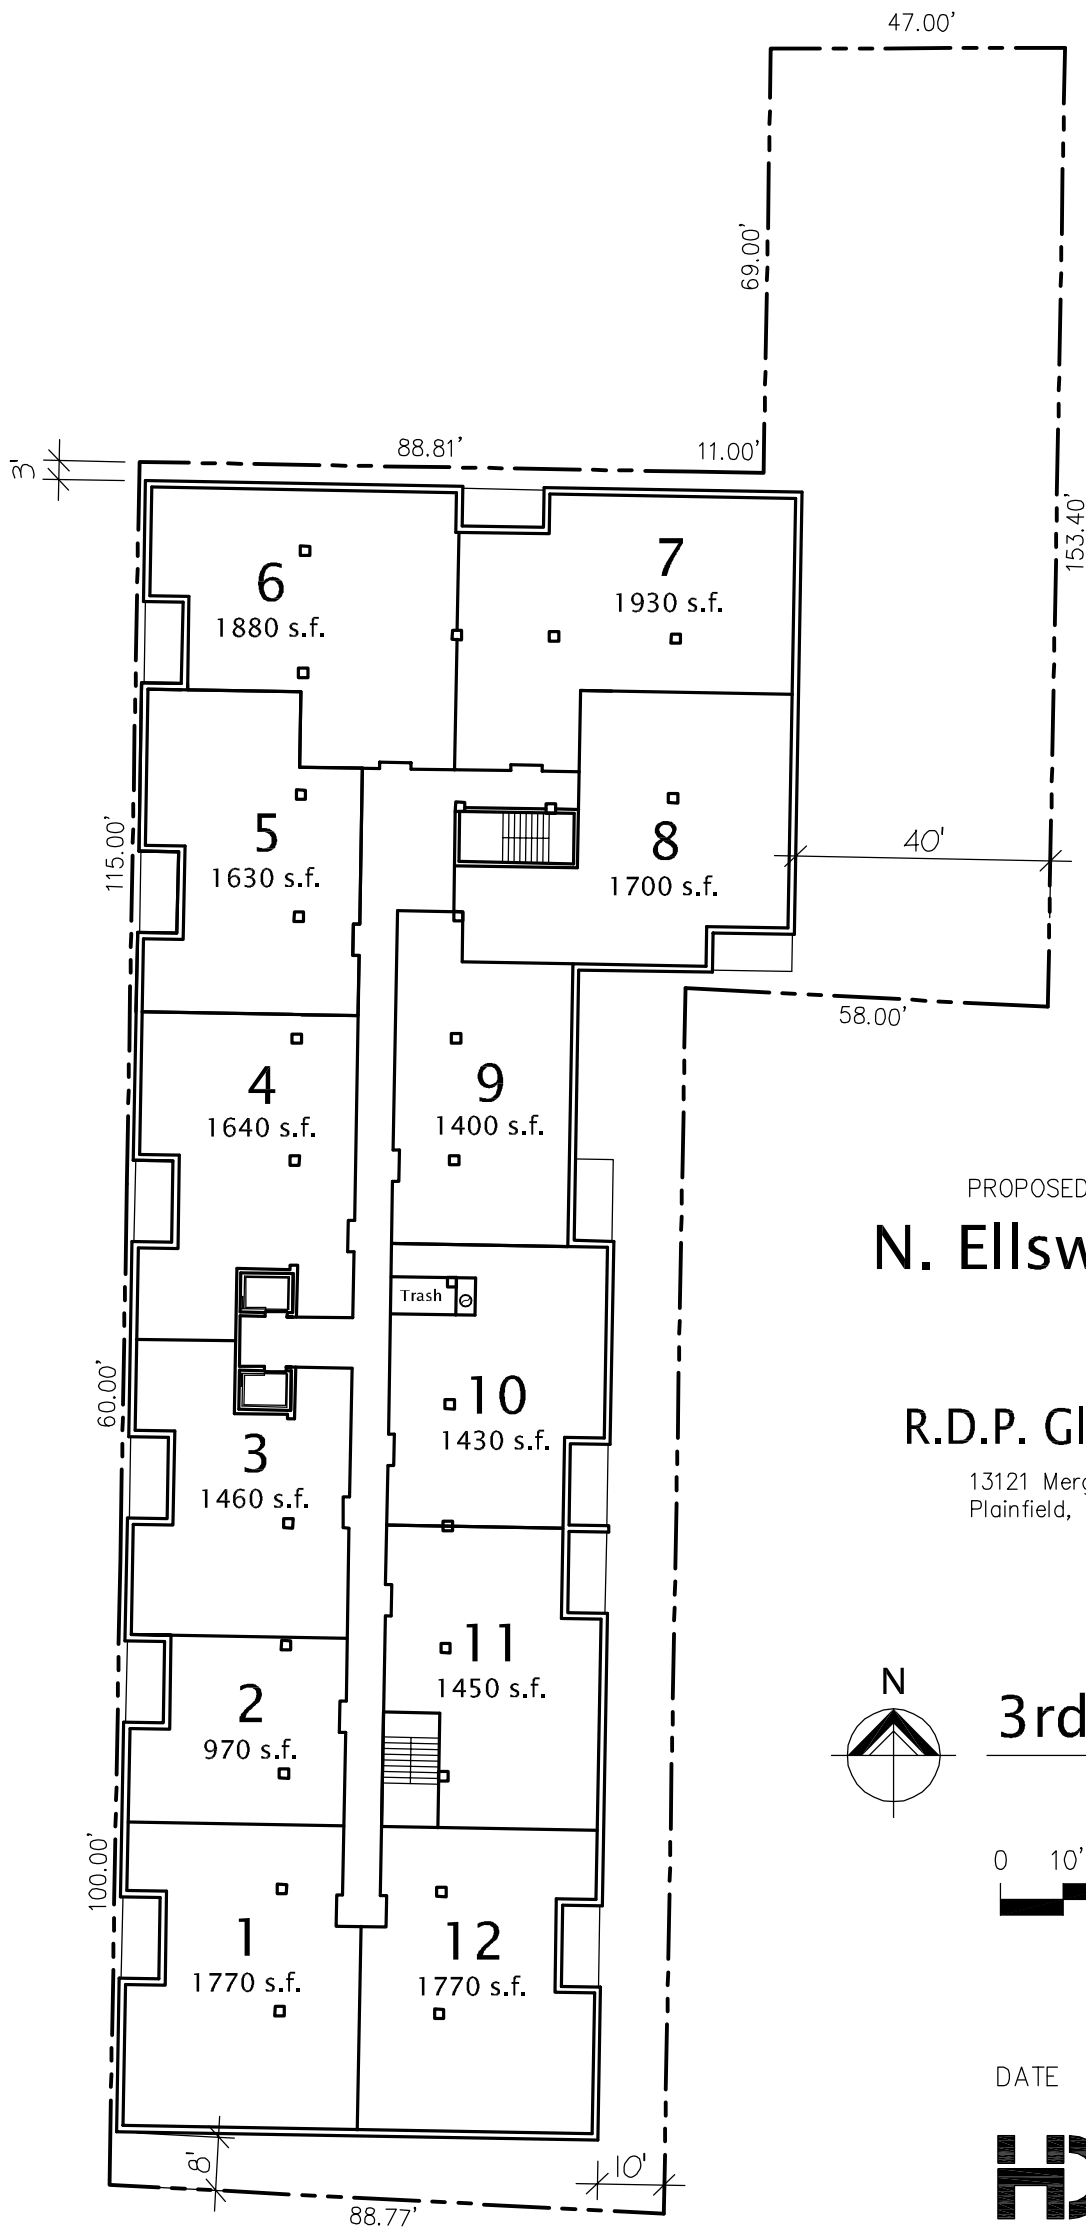 47.00'
69.00'
88.81'
11.00'
3'
153.40'
7
1930 s.f.
6
1880 s.f.
5
1630 s.f.
8
1700 s.f.
40'
115.00'
58.00'
4
1640 s.f.
9
1400 s.f.
PROPOSED
N. Ellsw
Trash
60.00'
10
1430 s.f.
R.D.P. Gl
3
1460 s.f.
13121 Merg
Plainfield,
11
1450 s.f.
2
970 s.f.
N
3rd
100.00'
0 10'
1
1770 s.f.
12
1770 s.f.
DATE
8'
10'
88.77'